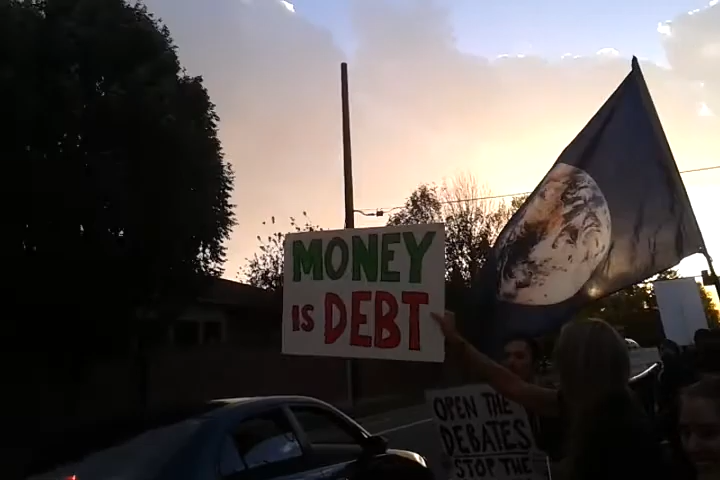 MONEY
IS DEBT
OPEN THE
DEBATES
STOP THE